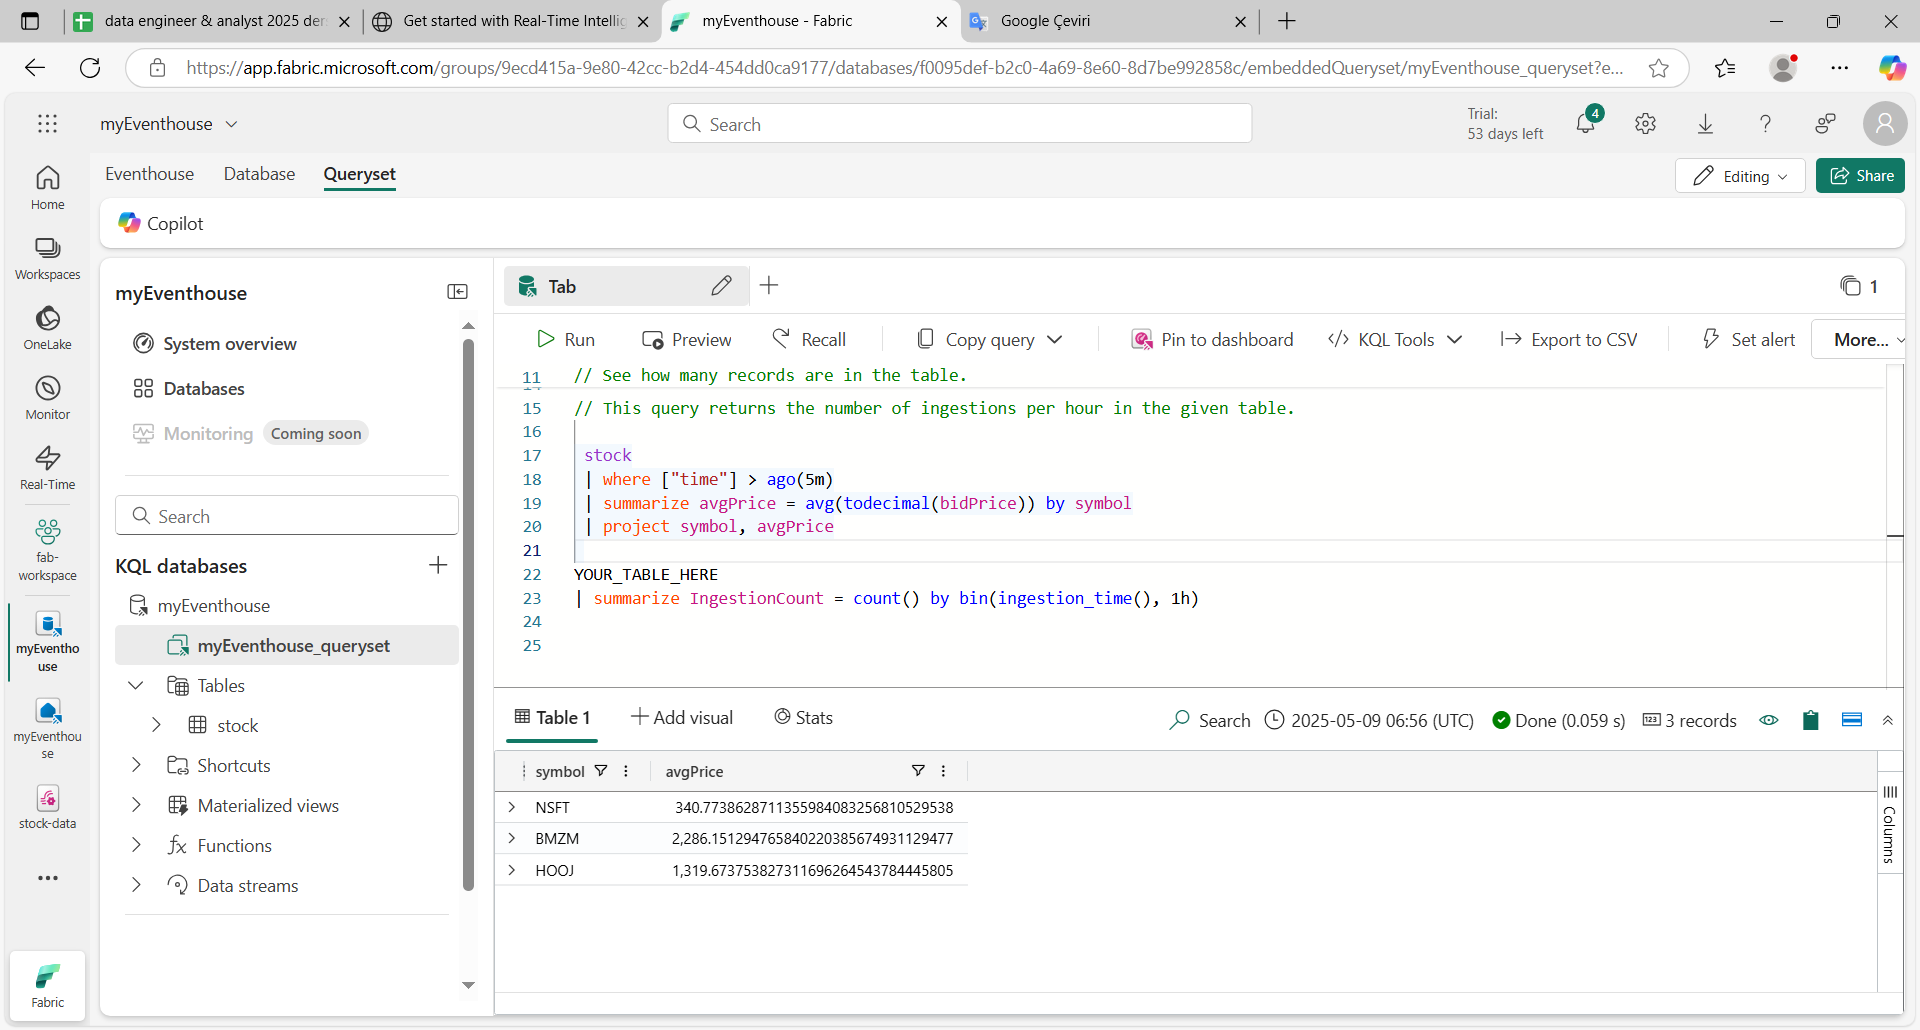 data engineer & analyst 2025 der
Get started with Real-Time Intellig
myEventhouse - Fabric
Google Çeviri
https://app.fabric.microsoft.com/groups/9ecd415a-9e80-42cc-b2d4-454dd0ca9177/databases/f0095def-b2c0-4a69-8e60-8d7be992858c/embeddedQueryset/myEventhouse_queryset?e...
myEventhouse
Search
Trial:
53 days left
4
Eventhouse
Database
Queryset
Editing
Share
Copilot
Home
Workspaces
OneLake
Monitor
Real-Time
fab-
workspace
myEventho
use
myEventhou
se
stock-data
Fabric
myEventhouse
System overview
Databases
Monitoring
Coming soon
Search
KQL databases
myEventhouse
myEventhouse_queryset
Tables
stock
Shortcuts
Materialized views
Functions
Data streams
Tab
1
Run
Preview
Recall
Copy query
Pin to dashboard
KQL Tools
Export to CSV
Set alert
More...
11 // See how many records are in the table.
15 // This query returns the number of ingestions per hour in the given table.
16
17 stock
18 | where ["time"] > ago(5m)
19 | summarize avgPrice = avg(todecimal(bidPrice)) by symbol
20 | project symbol, avgPrice
21
22 YOUR_TABLE_HERE
23 | summarize IngestionCount = count() by bin(ingestion_time(), 1h)
24
25
Table 1
Add visual
Stats
Search
2025-05-09 06:56 (UTC)
Done (0.059 s)
3 records
symbol avgPrice
NSFT 340.7738628711355984083256810529538
BMZM 2,286.151294765840220385674931129477
HOOJ 1,319.673753827311696264543784445805
Columns